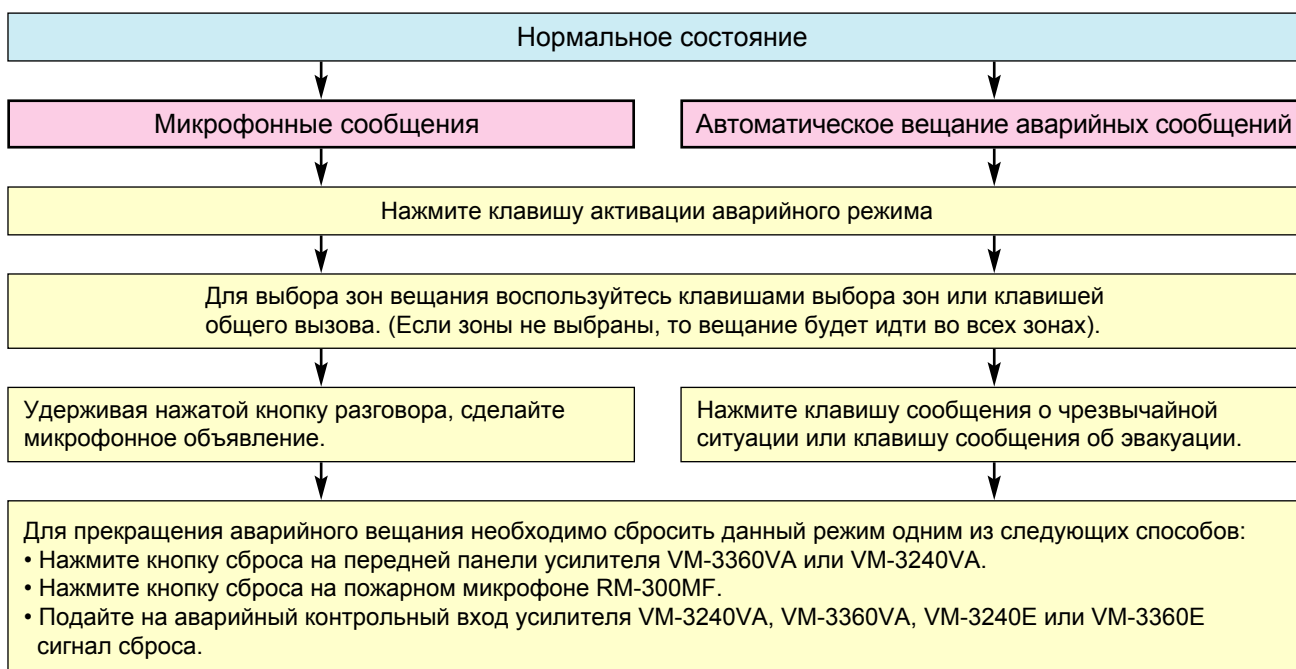 Нормальное состояние
Микрофонные сообщения
Автоматическое вещание аварийных сообщений
Нажмите клавишу активации аварийного режима
Для выбора зон вещания воспользуйтесь клавишами выбора зон или клавишей
общего вызова. (Если зоны не выбраны, то вещание будет идти во всех зонах).
Удерживая нажатой кнопку разговора, сделайте
микрофонное объявление.
Нажмите клавишу сообщения о чрезвычайной
ситуации или клавишу сообщения об эвакуации.
Для прекращения аварийного вещания необходимо сбросить данный режим одним из следующих способов:
• Нажмите кнопку сброса на передней панели усилителя VM-3360VA или VM-3240VA.
• Нажмите кнопку сброса на пожарном микрофоне RM-300MF.
• Подайте на аварийный контрольный вход усилителя VM-3240VA, VM-3360VA, VM-3240E или VM-3360E
сигнал сброса.